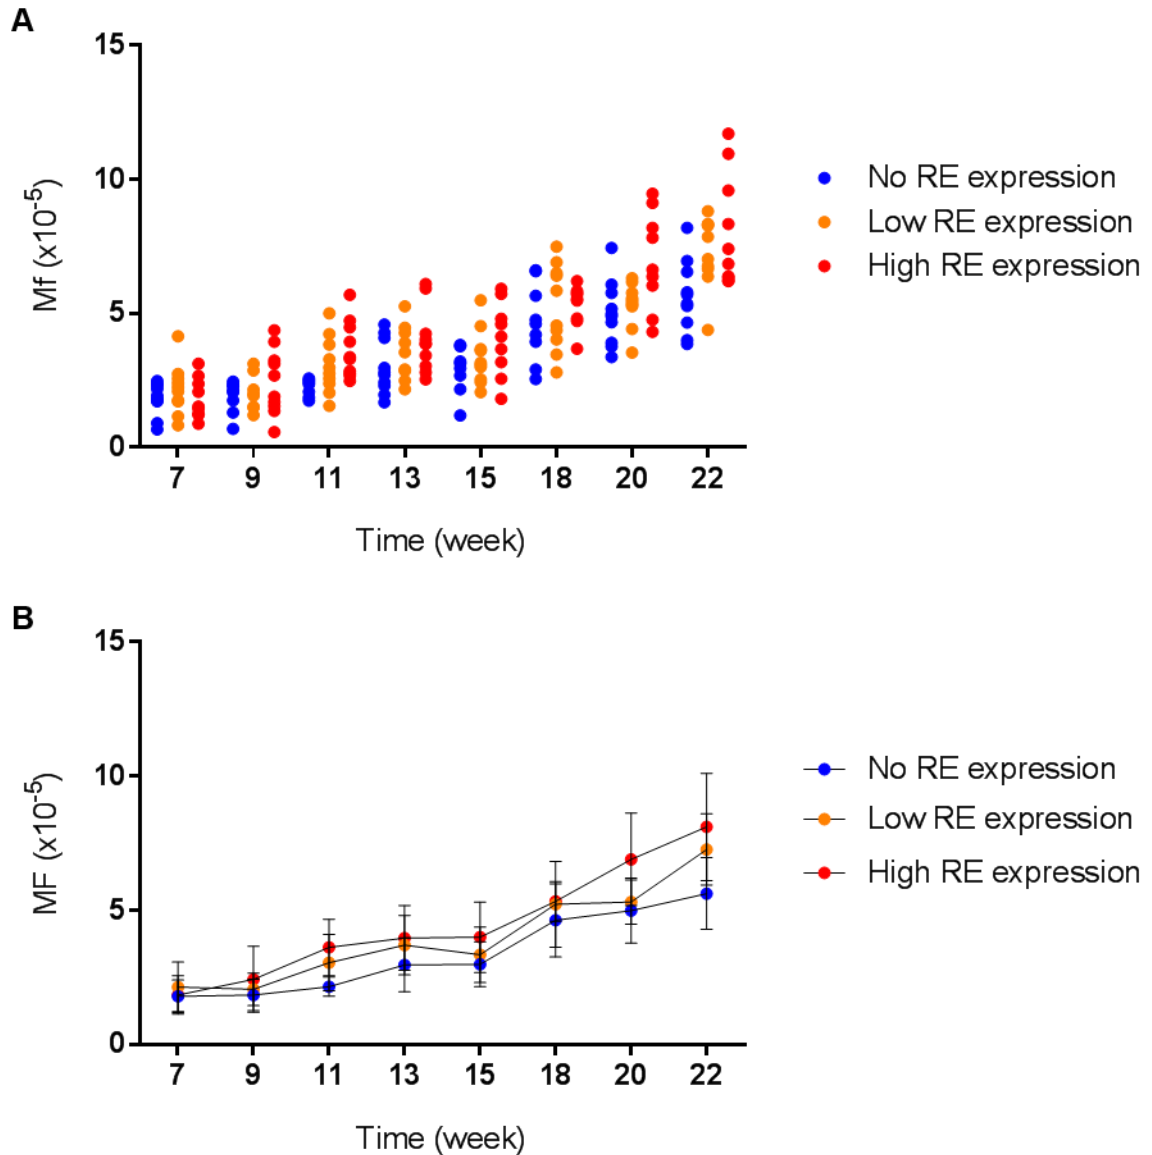 A
15
10
5
0
Mf (x10-5)
7 9 11 13 15 18 20 22
Time (week)
No RE expression
Low RE expression
High RE expression
B
15
10
5
0
MF (x10-5)
7 9 11 13 15 18 20 22
Time (week)
No RE expression
Low RE expression
High RE expression